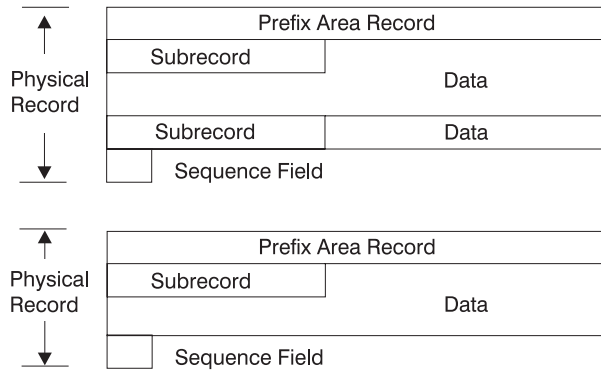 Prefix Area Record
Subrecord
Physical
Record
Data
Subrecord Data
Sequence Field
Prefix Area Record
Physical
Record
Subrecord
Data
Sequence Field